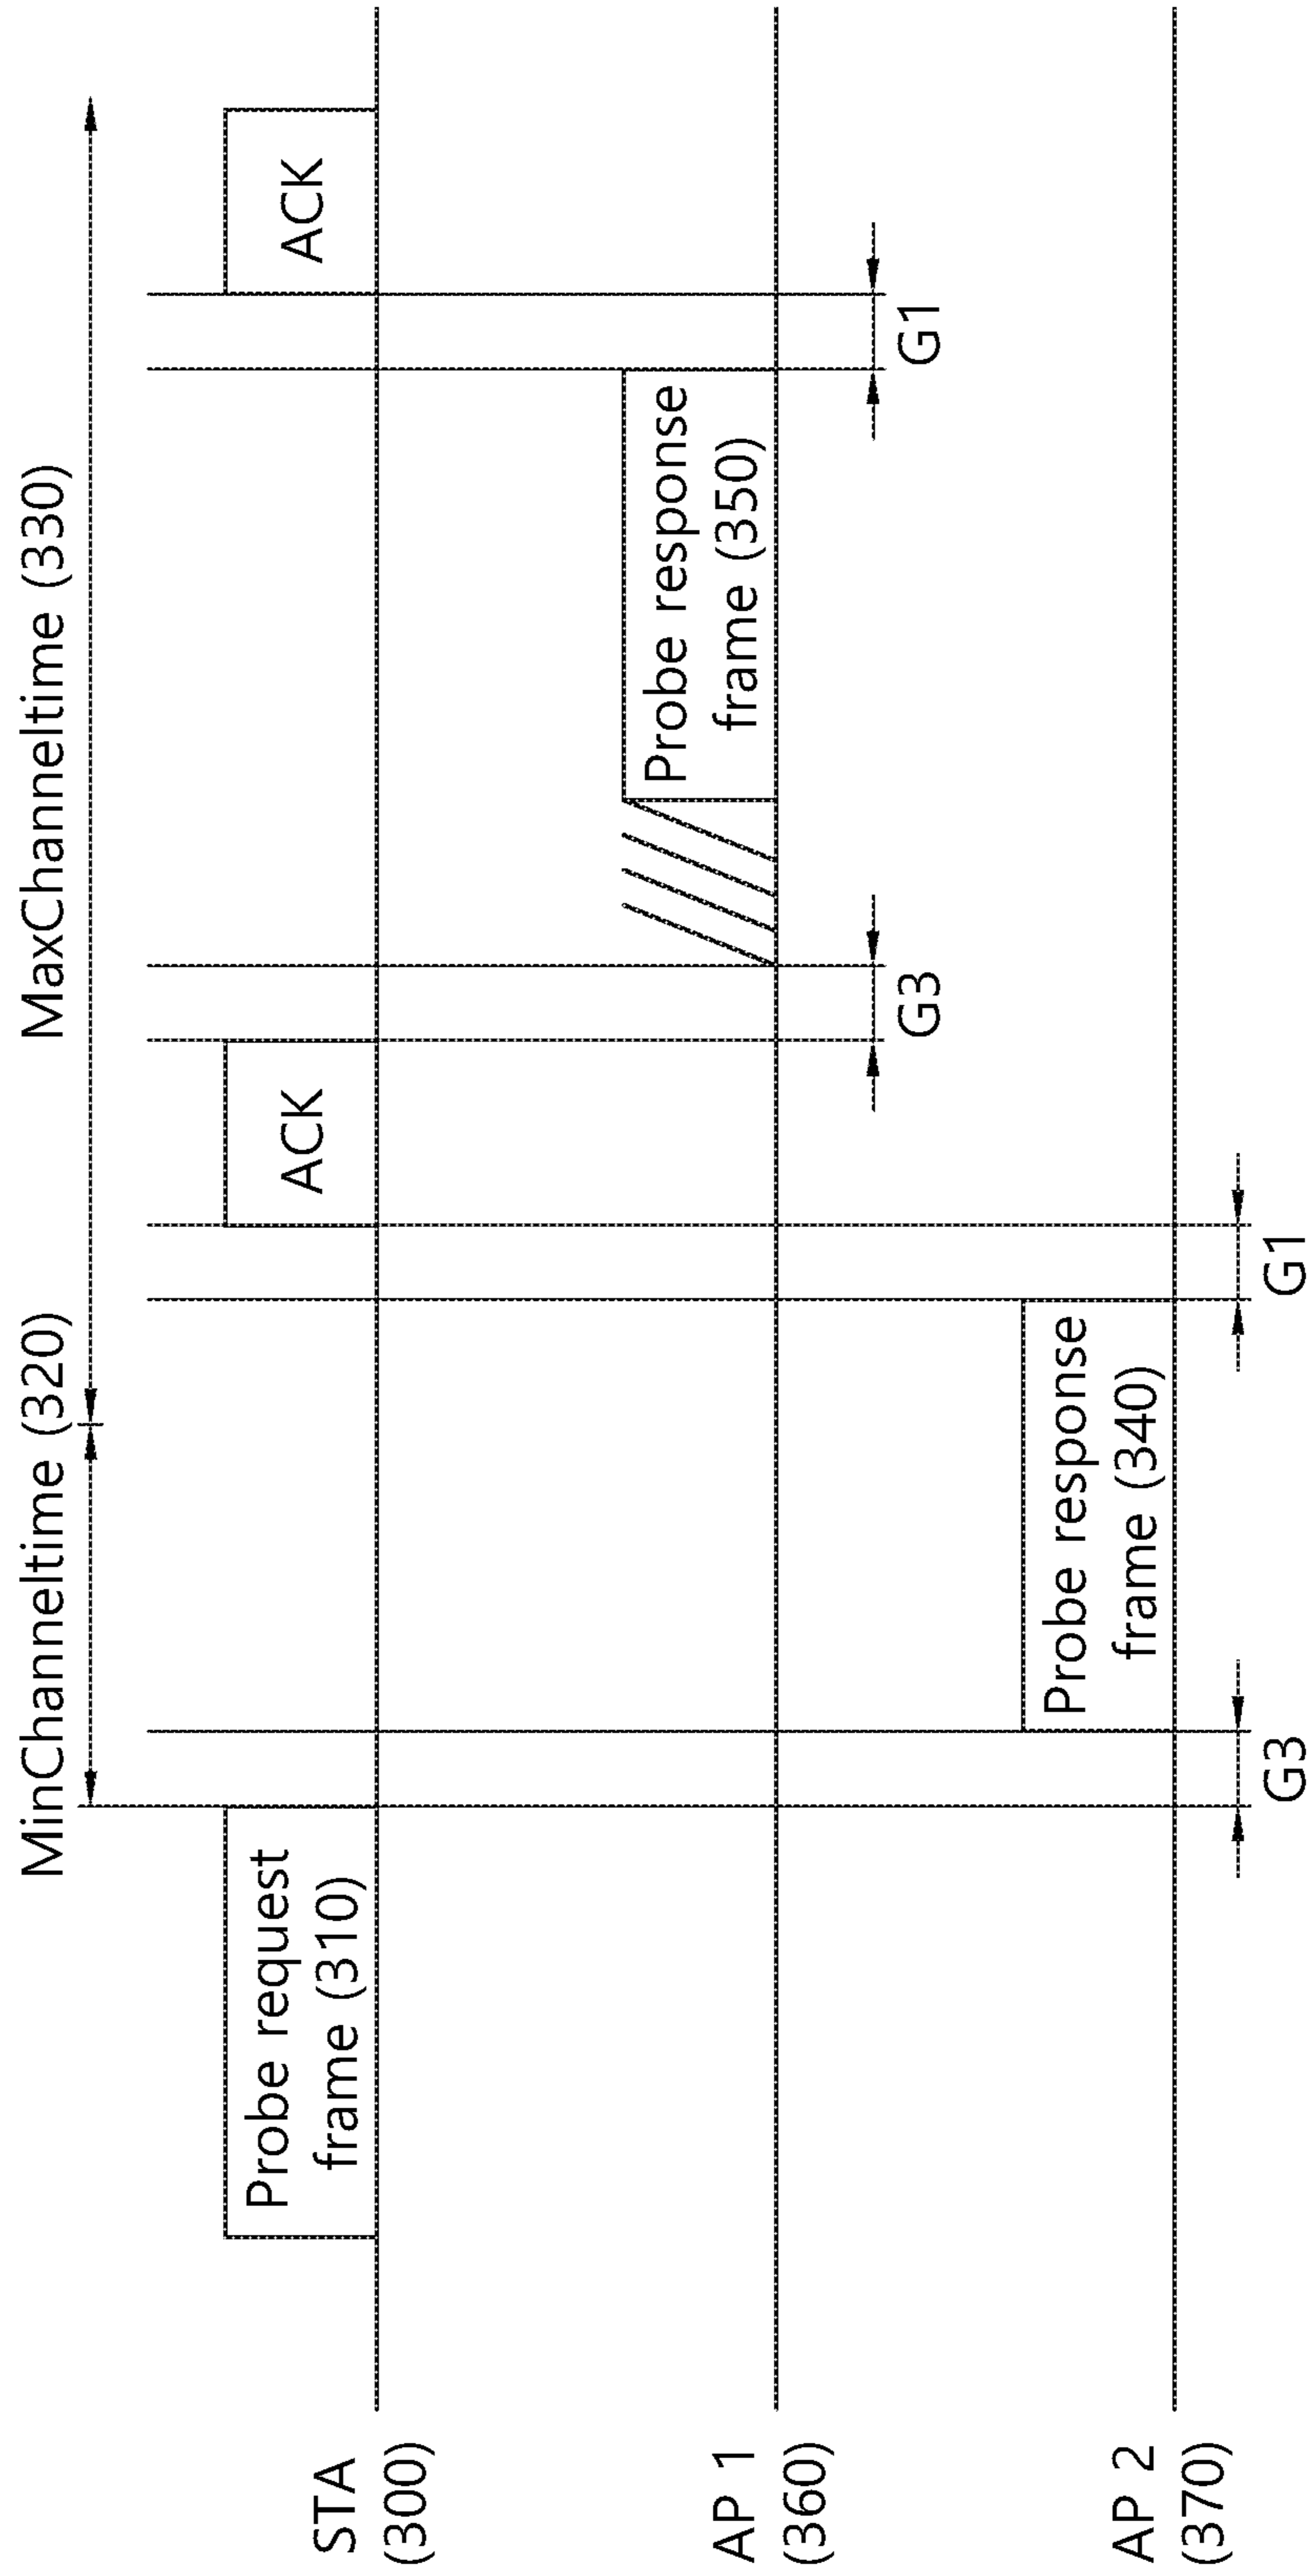 MinChanneltime (320)
MaxChanneltime (330)
STA
(300)
Probe request
frame (310)
ACK
ACK
AP 1
(360)
Probe response
frame (350)
G3
G1
AP 2
(370)
Probe response
frame (340)
G3
G1